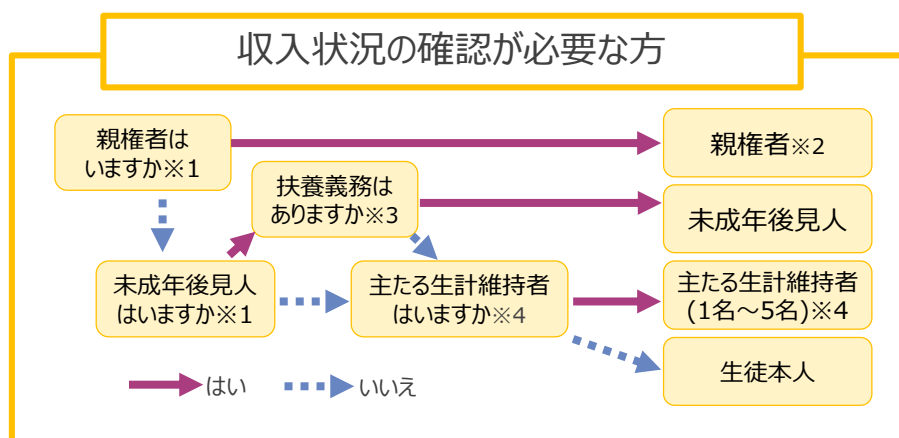 収入状況の確認が必要な方
親権者は
いますか※1
親権者※2
扶養義務は
ありますか※3
未成年後見人
未成年後見人
はいますか※1
主たる生計維持者
はいますか※4
主たる生計維持者
(1名～5名)※4
生徒本人
はい
いいえ